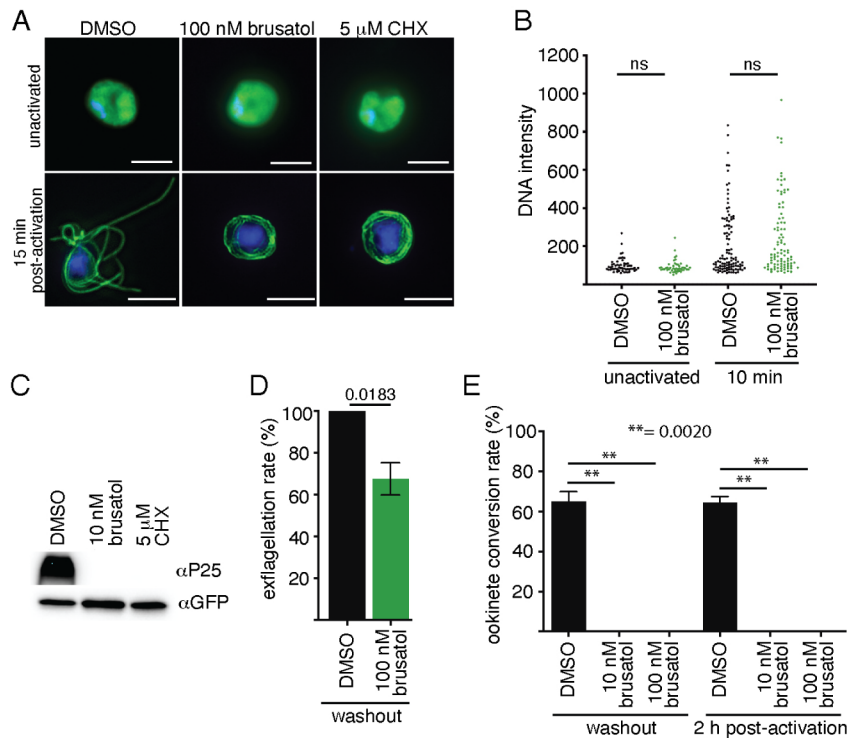 A
DMSO
100 nM brusatol
5 μM CHX
unactivated
15 min
post-activation
B
DNA intensity
1200
1000
800
600
400
200
ns
ns
DMSO
100 nM
brusatol
DMSO
100 nM
brusatol
unactivated
10 min
C
DMSO
10 nM
brusatol
5 μM
CHX
αP25
αGFP
D
exflagellation rate (%)
100
80
60
40
20
0.0183
DMSO
100 nM
brusatol
washout
E
ookinete conversion rate (%)
100
80
60
40
20
**= 0.0020
**
**
**
**
DMSO
10 nM
brusatol
100 nM
brusatol
DMSO
10 nM
brusatol
100 nM
brusatol
washout
2 h post-activation